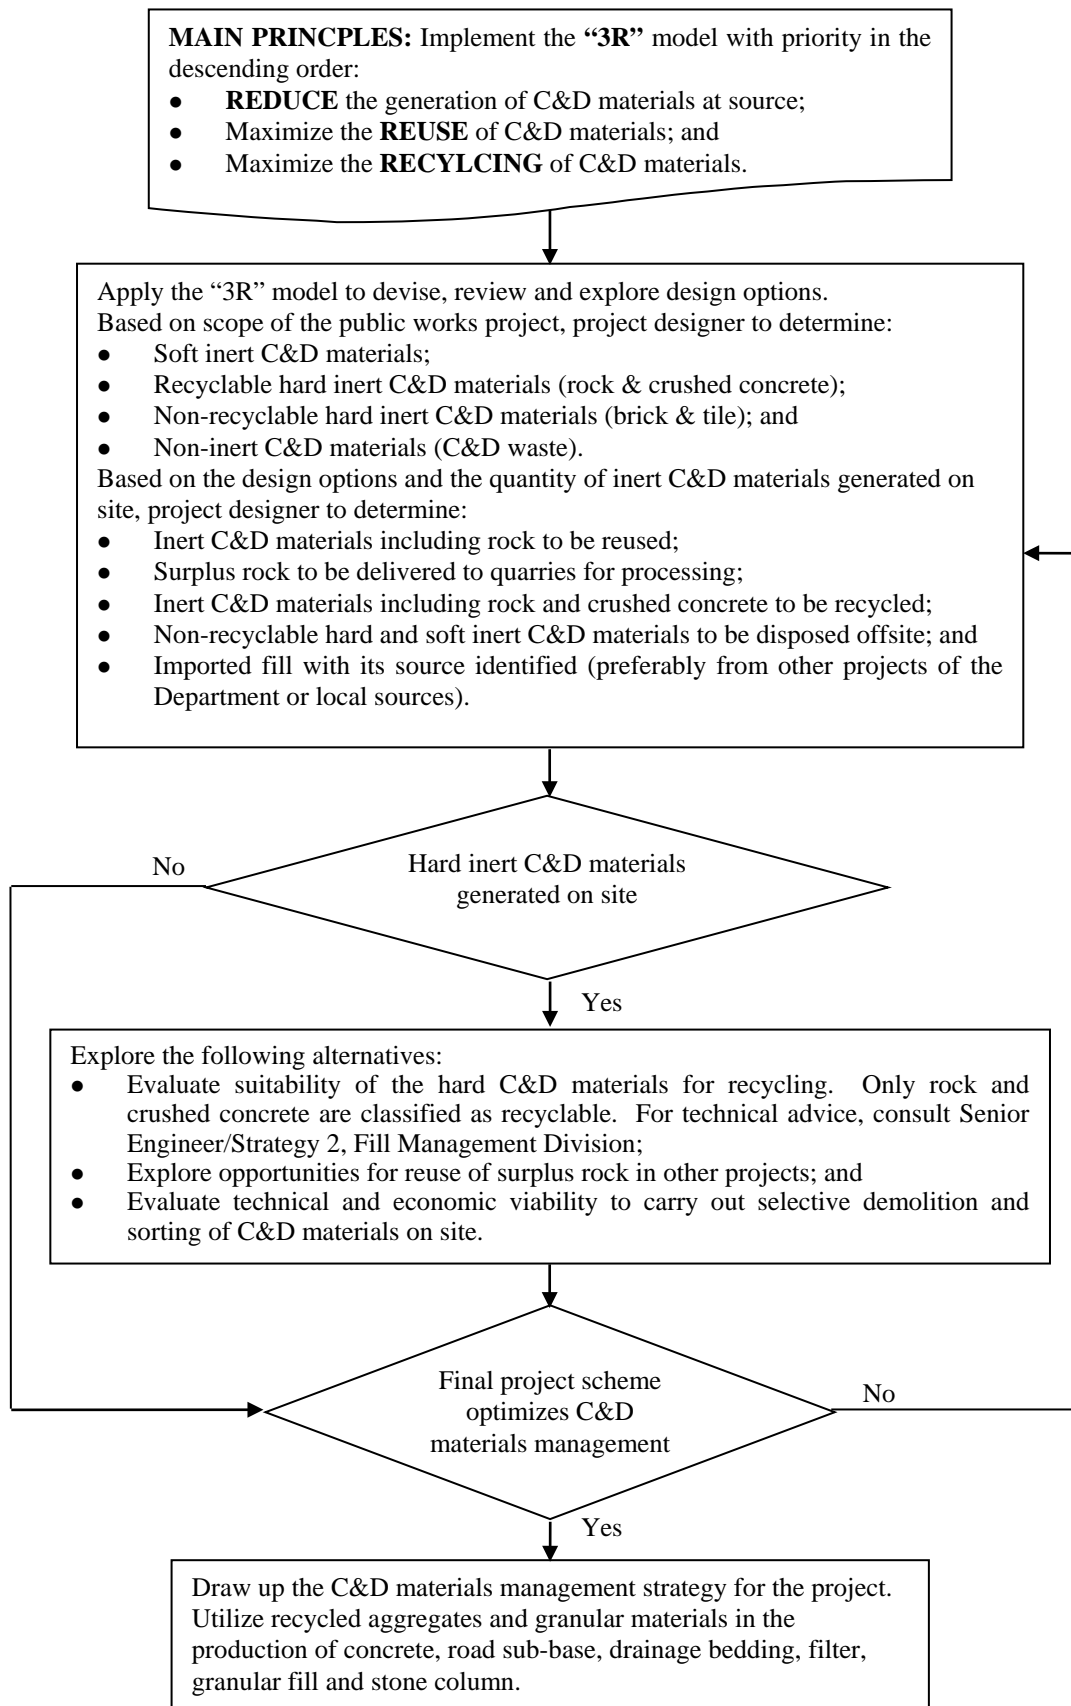 MAIN PRINCPLES: Implement the “3R” model with priority in the
descending order:
● REDUCE the generation of C&D materials at source;
● Maximize the REUSE of C&D materials; and
● Maximize the RECYLCING of C&D materials.
Apply the “3R” model to devise, review and explore design options.
Based on scope of the public works project, project designer to determine:
● Soft inert C&D materials;
● Recyclable hard inert C&D materials (rock & crushed concrete);
● Non-recyclable hard inert C&D materials (brick & tile); and
● Non-inert C&D materials (C&D waste).
Based on the design options and the quantity of inert C&D materials generated on
site, project designer to determine:
● Inert C&D materials including rock to be reused;
● Surplus rock to be delivered to quarries for processing;
● Inert C&D materials including rock and crushed concrete to be recycled;
● Non-recyclable hard and soft inert C&D materials to be disposed offsite; and
● Imported fill with its source identified (preferably from other projects of the
Department or local sources).
No
Hard inert C&D materials
generated on site
Yes
Explore the following alternatives:
● Evaluate suitability of the hard C&D materials for recycling. Only rock and
crushed concrete are classified as recyclable. For technical advice, consult Senior
Engineer/Strategy 2, Fill Management Division;
● Explore opportunities for reuse of surplus rock in other projects; and
● Evaluate technical and economic viability to carry out selective demolition and
sorting of C&D materials on site.
Final project scheme
optimizes C&D
materials management
No
Yes
Draw up the C&D materials management strategy for the project.
Utilize recycled aggregates and granular materials in the
production of concrete, road sub-base, drainage bedding, filter,
granular fill and stone column.